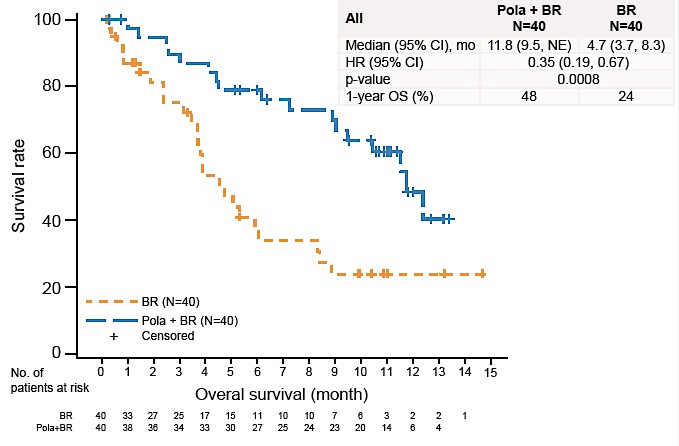 All Pola + BR N=40 BR N=40
Median (95% CI), mo 11.8 (9.5, NE) 4.7 (3.7, 8.3)
HR (95% CI) 0.35 (0.19, 0.67)
p-value 0.0008
1-year OS (%) 48 24
Survival rate
100
80
60
40
20
0
BR (N=40)
Pola + BR (N=40)
Censored
0 1 2 3 4 5 6 7 8 9 10 11 12 13 14 15
Overal survival (month)
No. of
patients at risk
BR 40 33 27 25 17 15 11 10 10 7 6 3 2 2 1
Pola+BR 40 38 36 34 33 30 27 25 24 23 20 14 6 4